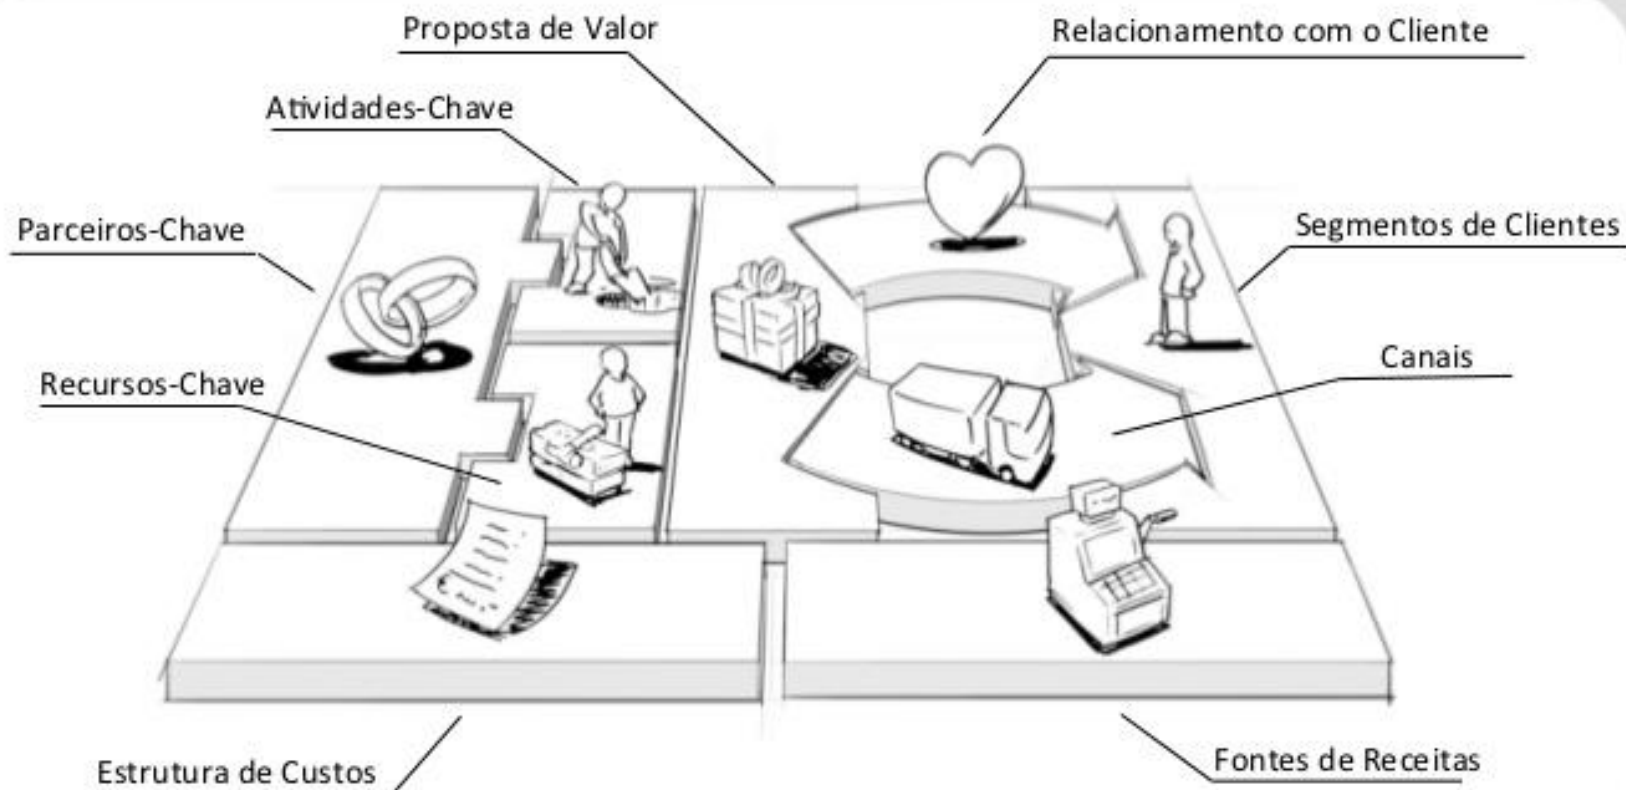 Proposta de Valor
Relacionamento com o Cliente
Atividades-Chave
Parceiros-Chave
Segmentos de Clientes
Recursos-Chave
Canais
Estrutura de Custos
Fontes de Receitas